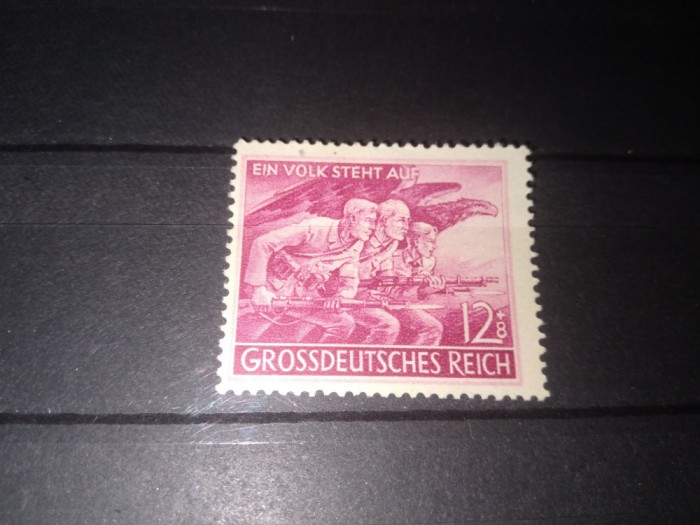 EIN VOLK STEHT AUF
12+8
GROSSDEUTSCHES REICH